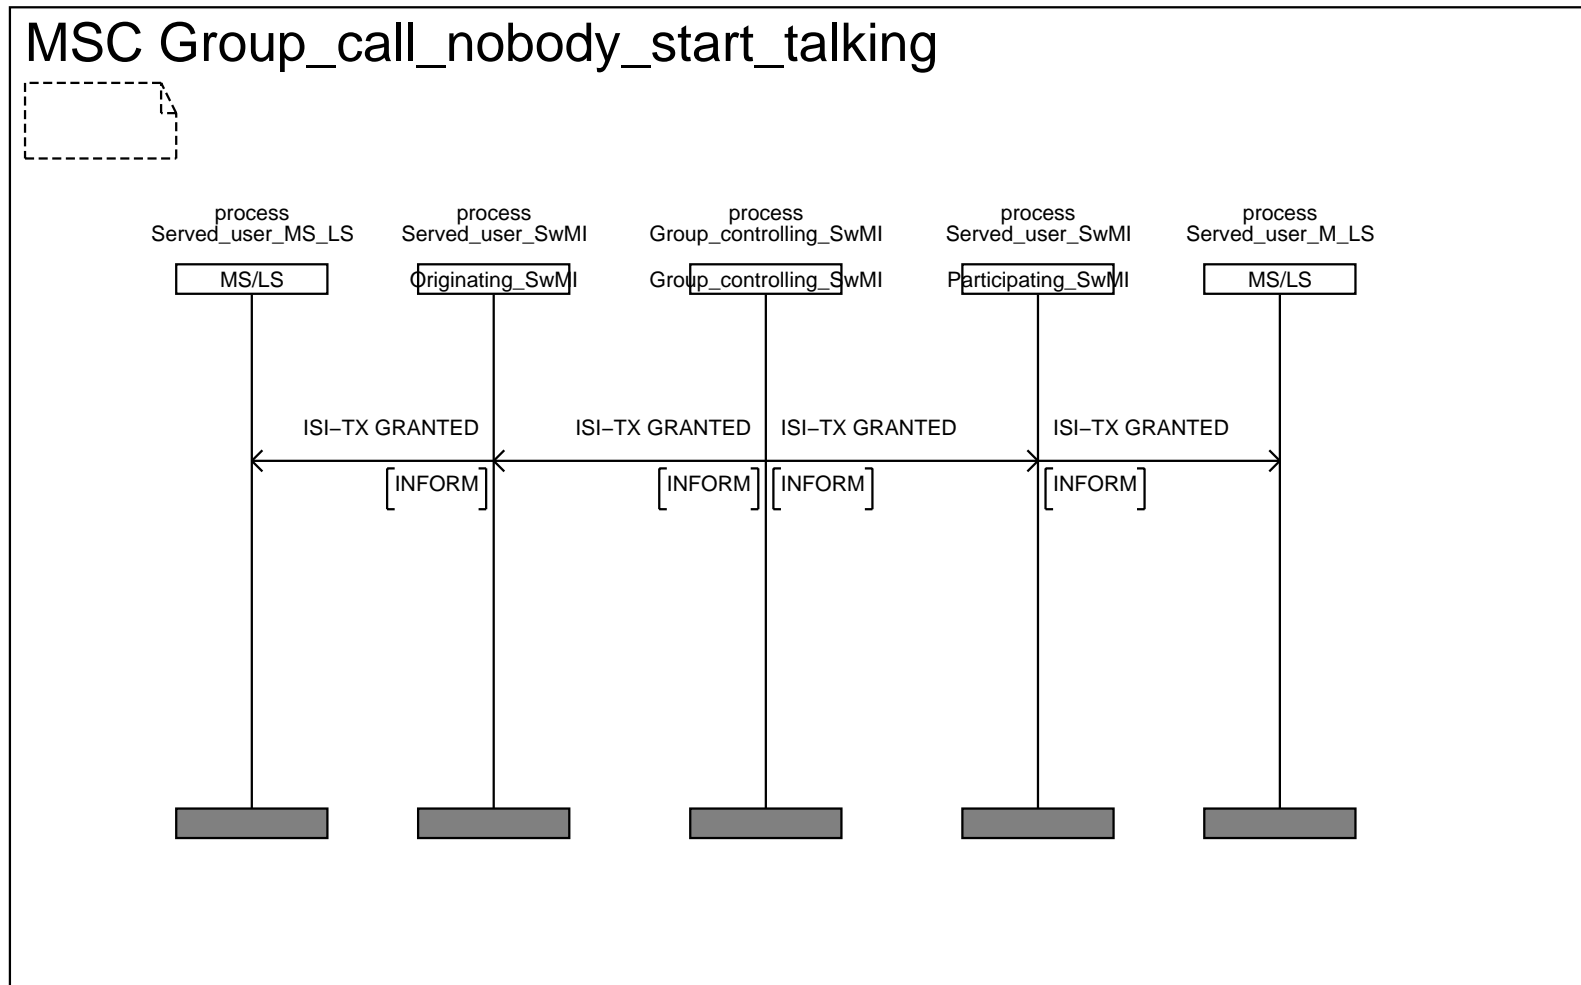 MSC Group_call_nobody_start_talking
process process process process process
Served_user_MS_LS Served_user_SwMI Group_controlling_SwMI Served_user_SwMI Served_user_M_LS
MS/LS Originating_SwMI Group_controlling_SwMI Participating_SwMI MS/LS
ISI−TX GRANTED ISI−TX GRANTED ISI−TX GRANTED ISI−TX GRANTED
INFORM INFORM INFORM INFORM